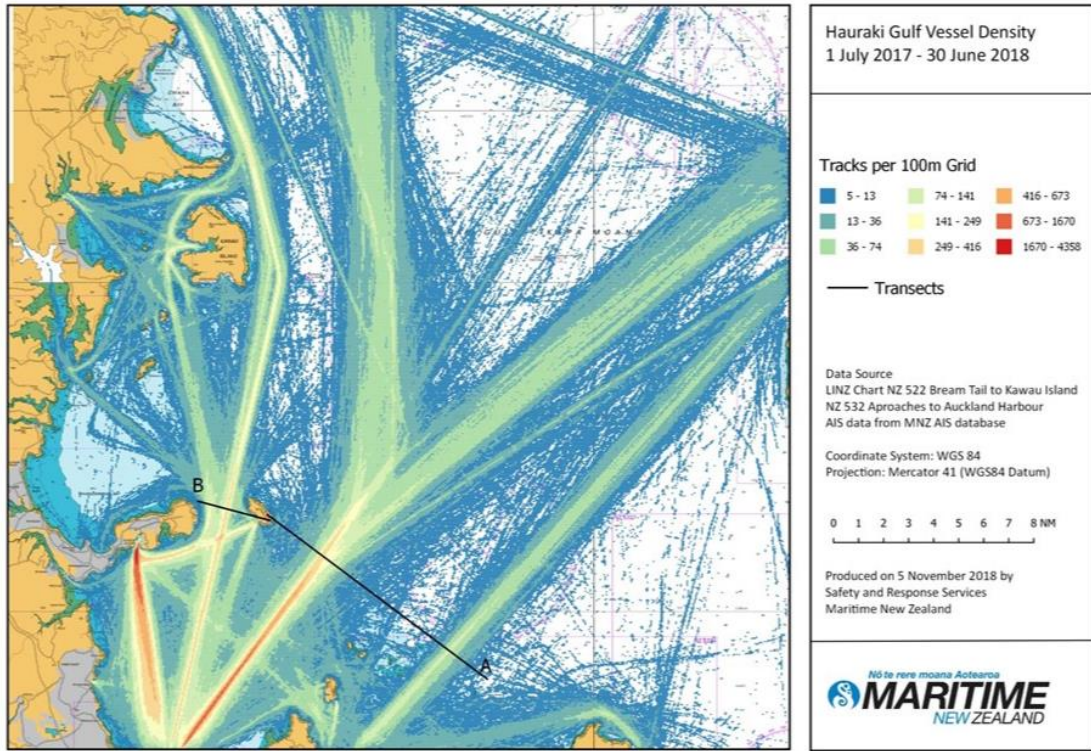 B
A
Hauraki Gulf Vessel Density
1 July 2017 - 30 June 2018
Tracks per 100m Grid
5 - 13
74 - 141
416 - 673
13 - 36
141 - 249
673 - 1670
36 - 74
249 - 416
1670 - 4358
Transects
Data Source
LINZ Chart NZ 522 Bream Tail to Kawau Island
NZ 532 Aproaches to Auckland Harbour
AIS data from MNZ AIS database
Coordinate System: WGS 84
Projection: Mercator 41 (WGS84 Datum)
0 1 2 3 4 5 6 7 8 NM
Produced on 5 November 2018 by
Safety and Response Services
Maritime New Zealand
Nō te rere moana Aotearoa
MARITIME
NEW ZEALAND